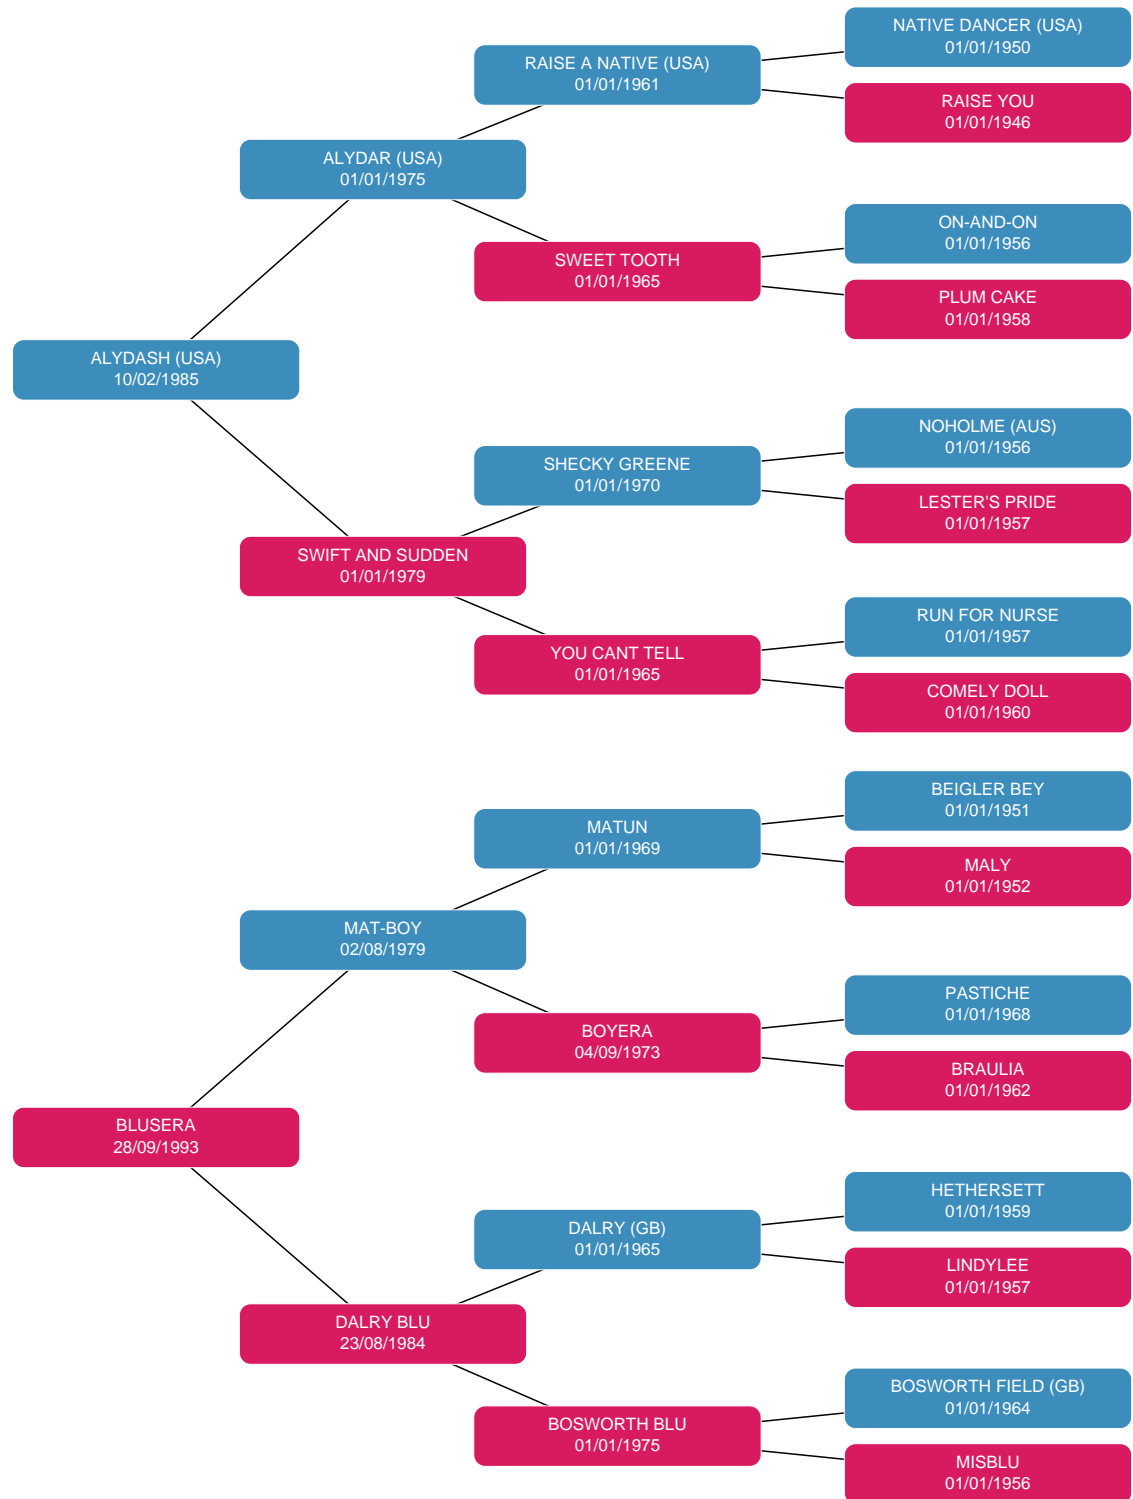 NATIVE DANCER (USA)
01/01/1950
RAISE A NATIVE (USA)
01/01/1961
RAISE YOU
01/01/1946
ALYDAR (USA)
01/01/1975
ON-AND-ON
01/01/1956
SWEET TOOTH
01/01/1965
PLUM CAKE
01/01/1958
ALYDASH (USA)
10/02/1985
NOHOLME (AUS)
01/01/1956
SHECKY GREENE
01/01/1970
LESTER'S PRIDE
01/01/1957
SWIFT AND SUDDEN
01/01/1979
RUN FOR NURSE
01/01/1957
YOU CANT TELL
01/01/1965
COMELY DOLL
01/01/1960
BEIGLER BEY
01/01/1951
MATUN
01/01/1969
MALY
01/01/1952
MAT-BOY
02/08/1979
PASTICHE
01/01/1968
BOYERA
04/09/1973
BRAULIA
01/01/1962
BLUSERA
28/09/1993
HETHERSETT
01/01/1959
DALRY (GB)
01/01/1965
LINDYLEE
01/01/1957
DALRY BLU
23/08/1984
BOSWORTH FIELD (GB)
01/01/1964
BOSWORTH BLU
01/01/1975
MISBLU
01/01/1956